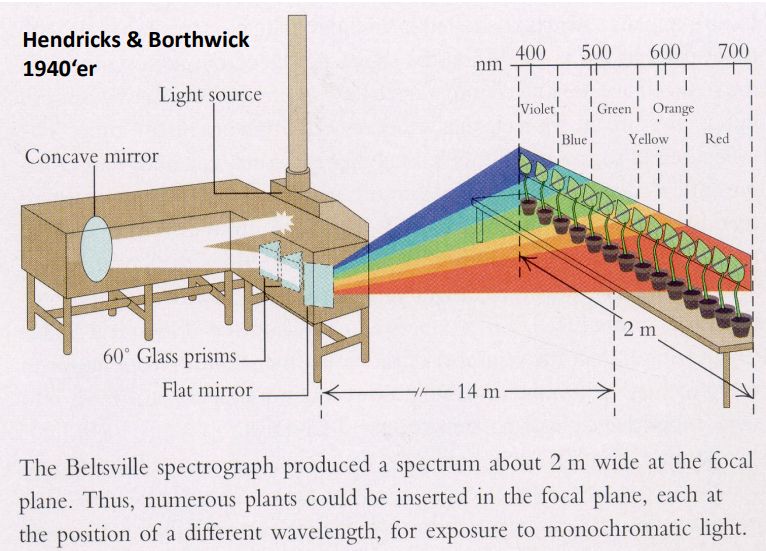 Hendricks & Borthwick
1940‘er
Light source
Concave mirror
nm 400 500 600 700
Violet Green Orange
Blue Yellow Red
2 m
60° Glass prisms
Flat mirror
14 m
The Beltsville spectrograph produced a spectrum about 2 m wide at the focal
plane. Thus, numerous plants could be inserted in the focal plane, each at
the position of a different wavelength, for exposure to monochromatic light.